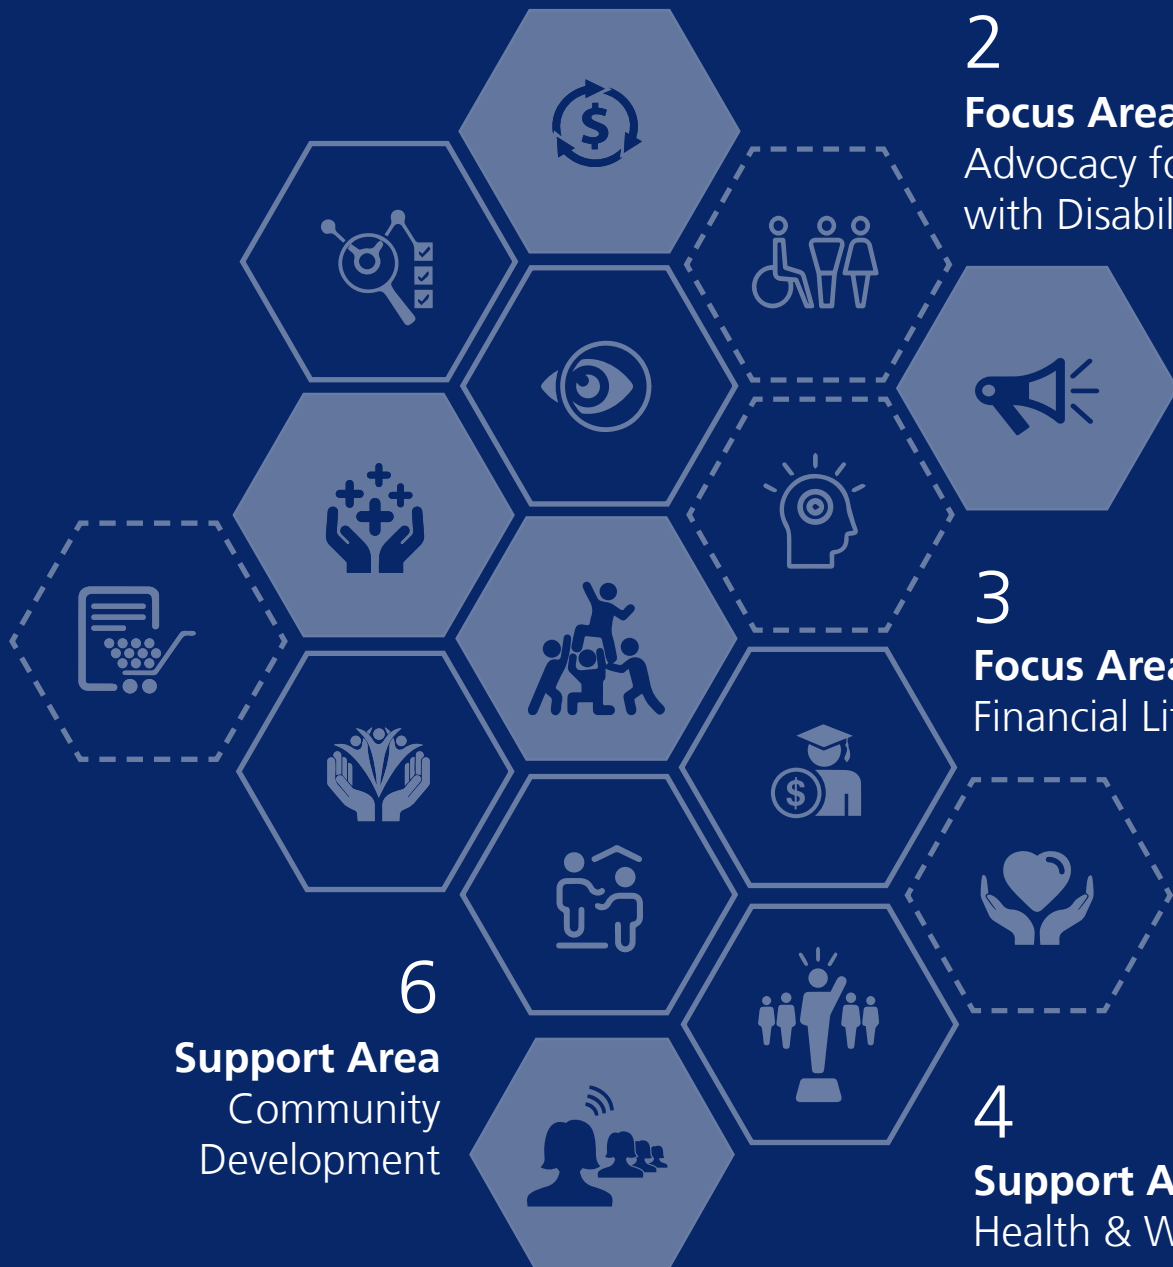 2
Focus Area
Advocacy fo
with Disabil
3
Focus Area
Financial Lit
6
Support Area
Community
Development
4
Support A
Health & W